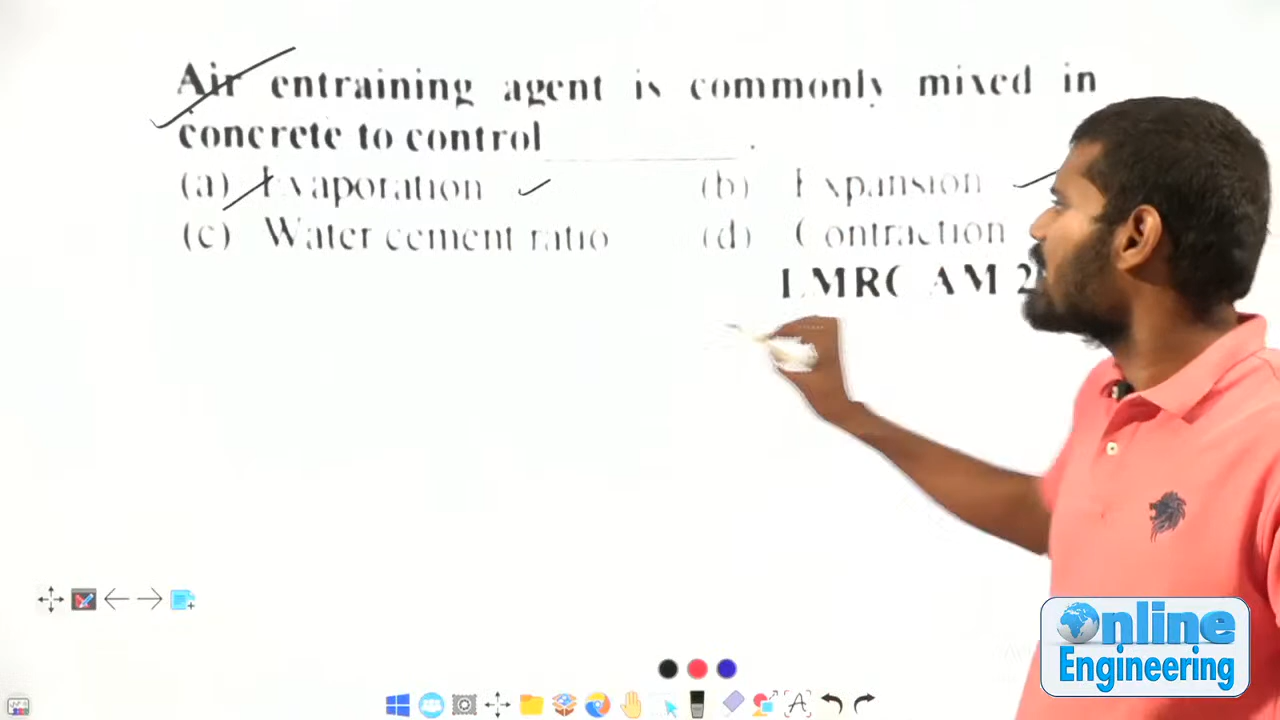 Air entraining agent is commonly mixed in
concrete to control ________.
(a) Evaporation (b) Expansion
(c) Water cement ratio (d) Contraction
LMRC AM
Online
Engineering